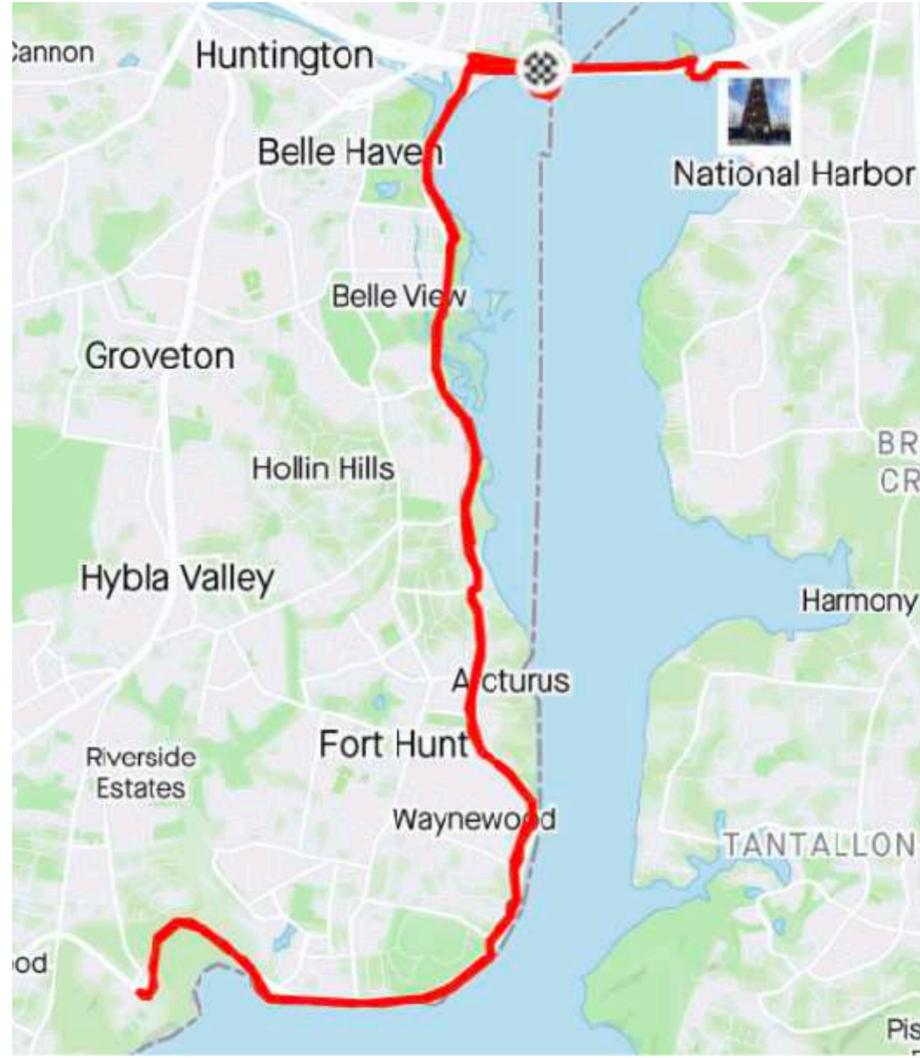 Cannon
Huntington
Belle Haven
National Harbor
Belle View
Groveton
BR
CR
Hollin Hills
Hybla Valley
Harmony
Arcturus
Fort Hunt
Riverside
Estates
Waynewood
TANTALLON
od
Pis